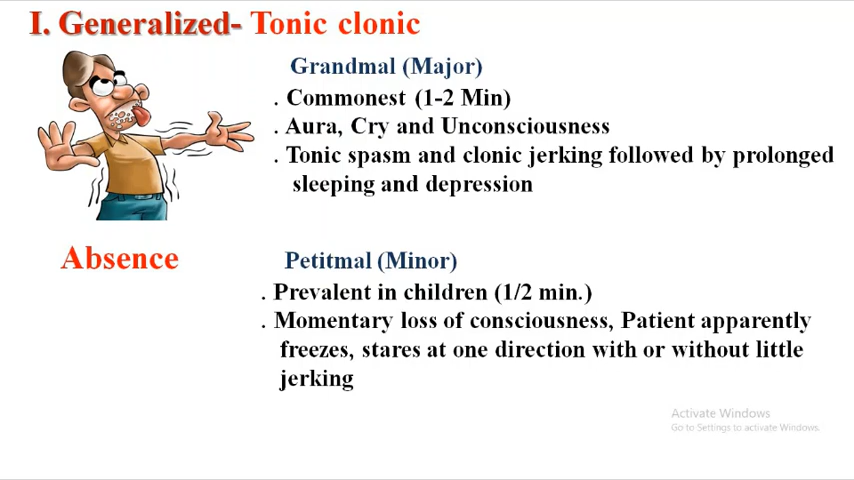 I. Generalized- Tonic clonic
Grandmal (Major)
. Commonest (1-2 Min)
. Aura, Cry and Unconsciousness
. Tonic spasm and clonic jerking followed by prolonged
sleeping and depression
Absence
Petitmal (Minor)
. Prevalent in children (1/2 min.)
. Momentary loss of consciousness, Patient apparently
freezes, stares at one direction with or without little
jerking
Activate Windows
Go to Settings to activate Windows.